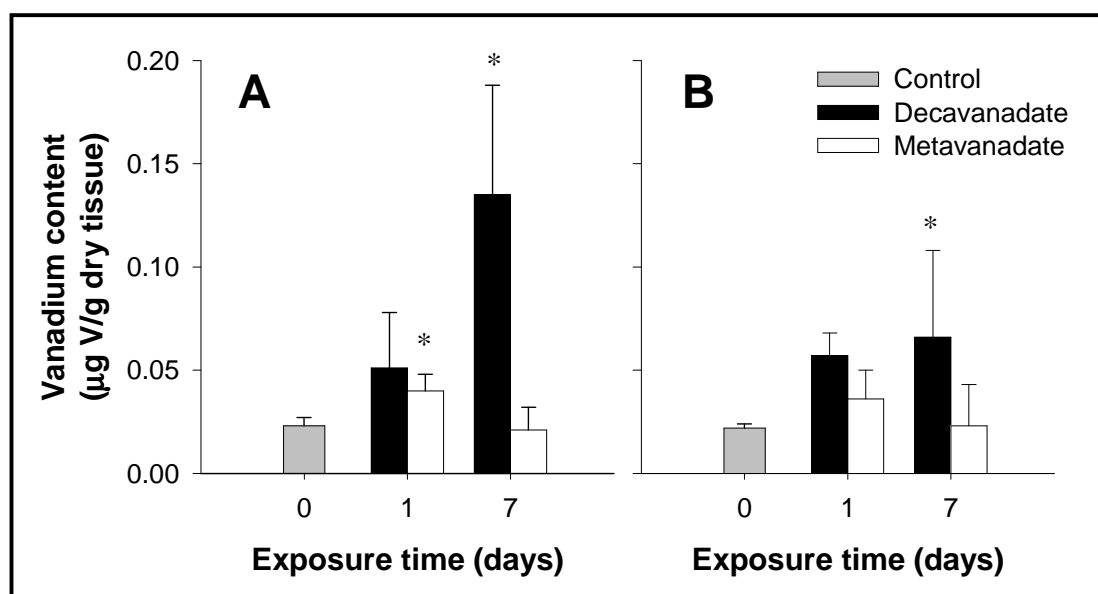 0.20
0.15
0.10
0.05
0.00
Vanadium content
(µg V/g dry tissue)
A
*
*
0
1
7
Exposure time (days)
B
Control
Decavanadate
Metavanadate
*
0
1
7
Exposure time (days)